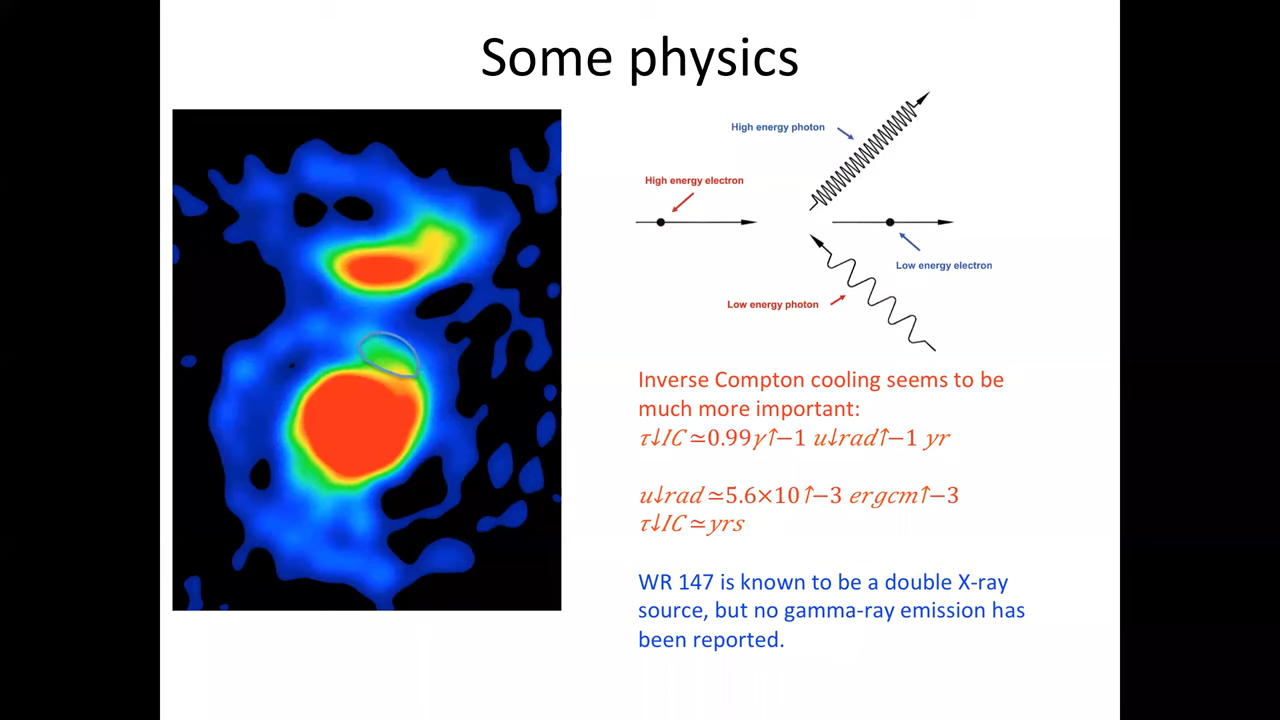 Some physics
High energy photon
High energy electron
Low energy electron
Low energy photon
Inverse Compton cooling seems to be
much more important:
τ↓IC ≃0.99γ↑−1 u↓rad↑−1 yr
u↓rad ≃5.6×10↑−3 ergcm↑−3
τ↓IC ≃yrs
WR 147 is known to be a double X-ray
source, but no gamma-ray emission has
been reported.